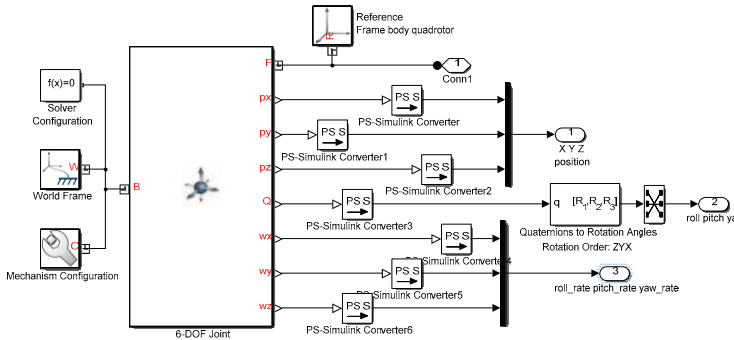 Reference
Frame body quadrotor
R
F
1
Conn1
f(x)=0
Solver
Configuration
px
PS S
PS-Simulink Converter
py
PS S
PS-Simulink Converter1
1
X Y Z
position
W
World Frame
B
pz
PS S
PS-Simulink Converter2
Q
PS S
PS-Simulink Converter3
q [R1,R2,R3]
Quaternions to Rotation Angles
Rotation Order: ZYX
2
roll pitch ya
C
Mechanism Configuration
wx
PS S
PS-Simulink Converter4
wy
PS S
PS-Simulink Converter5
3
roll_rate pitch_rate yaw_rate
wz
PS S
PS-Simulink Converter6
6-DOF Joint